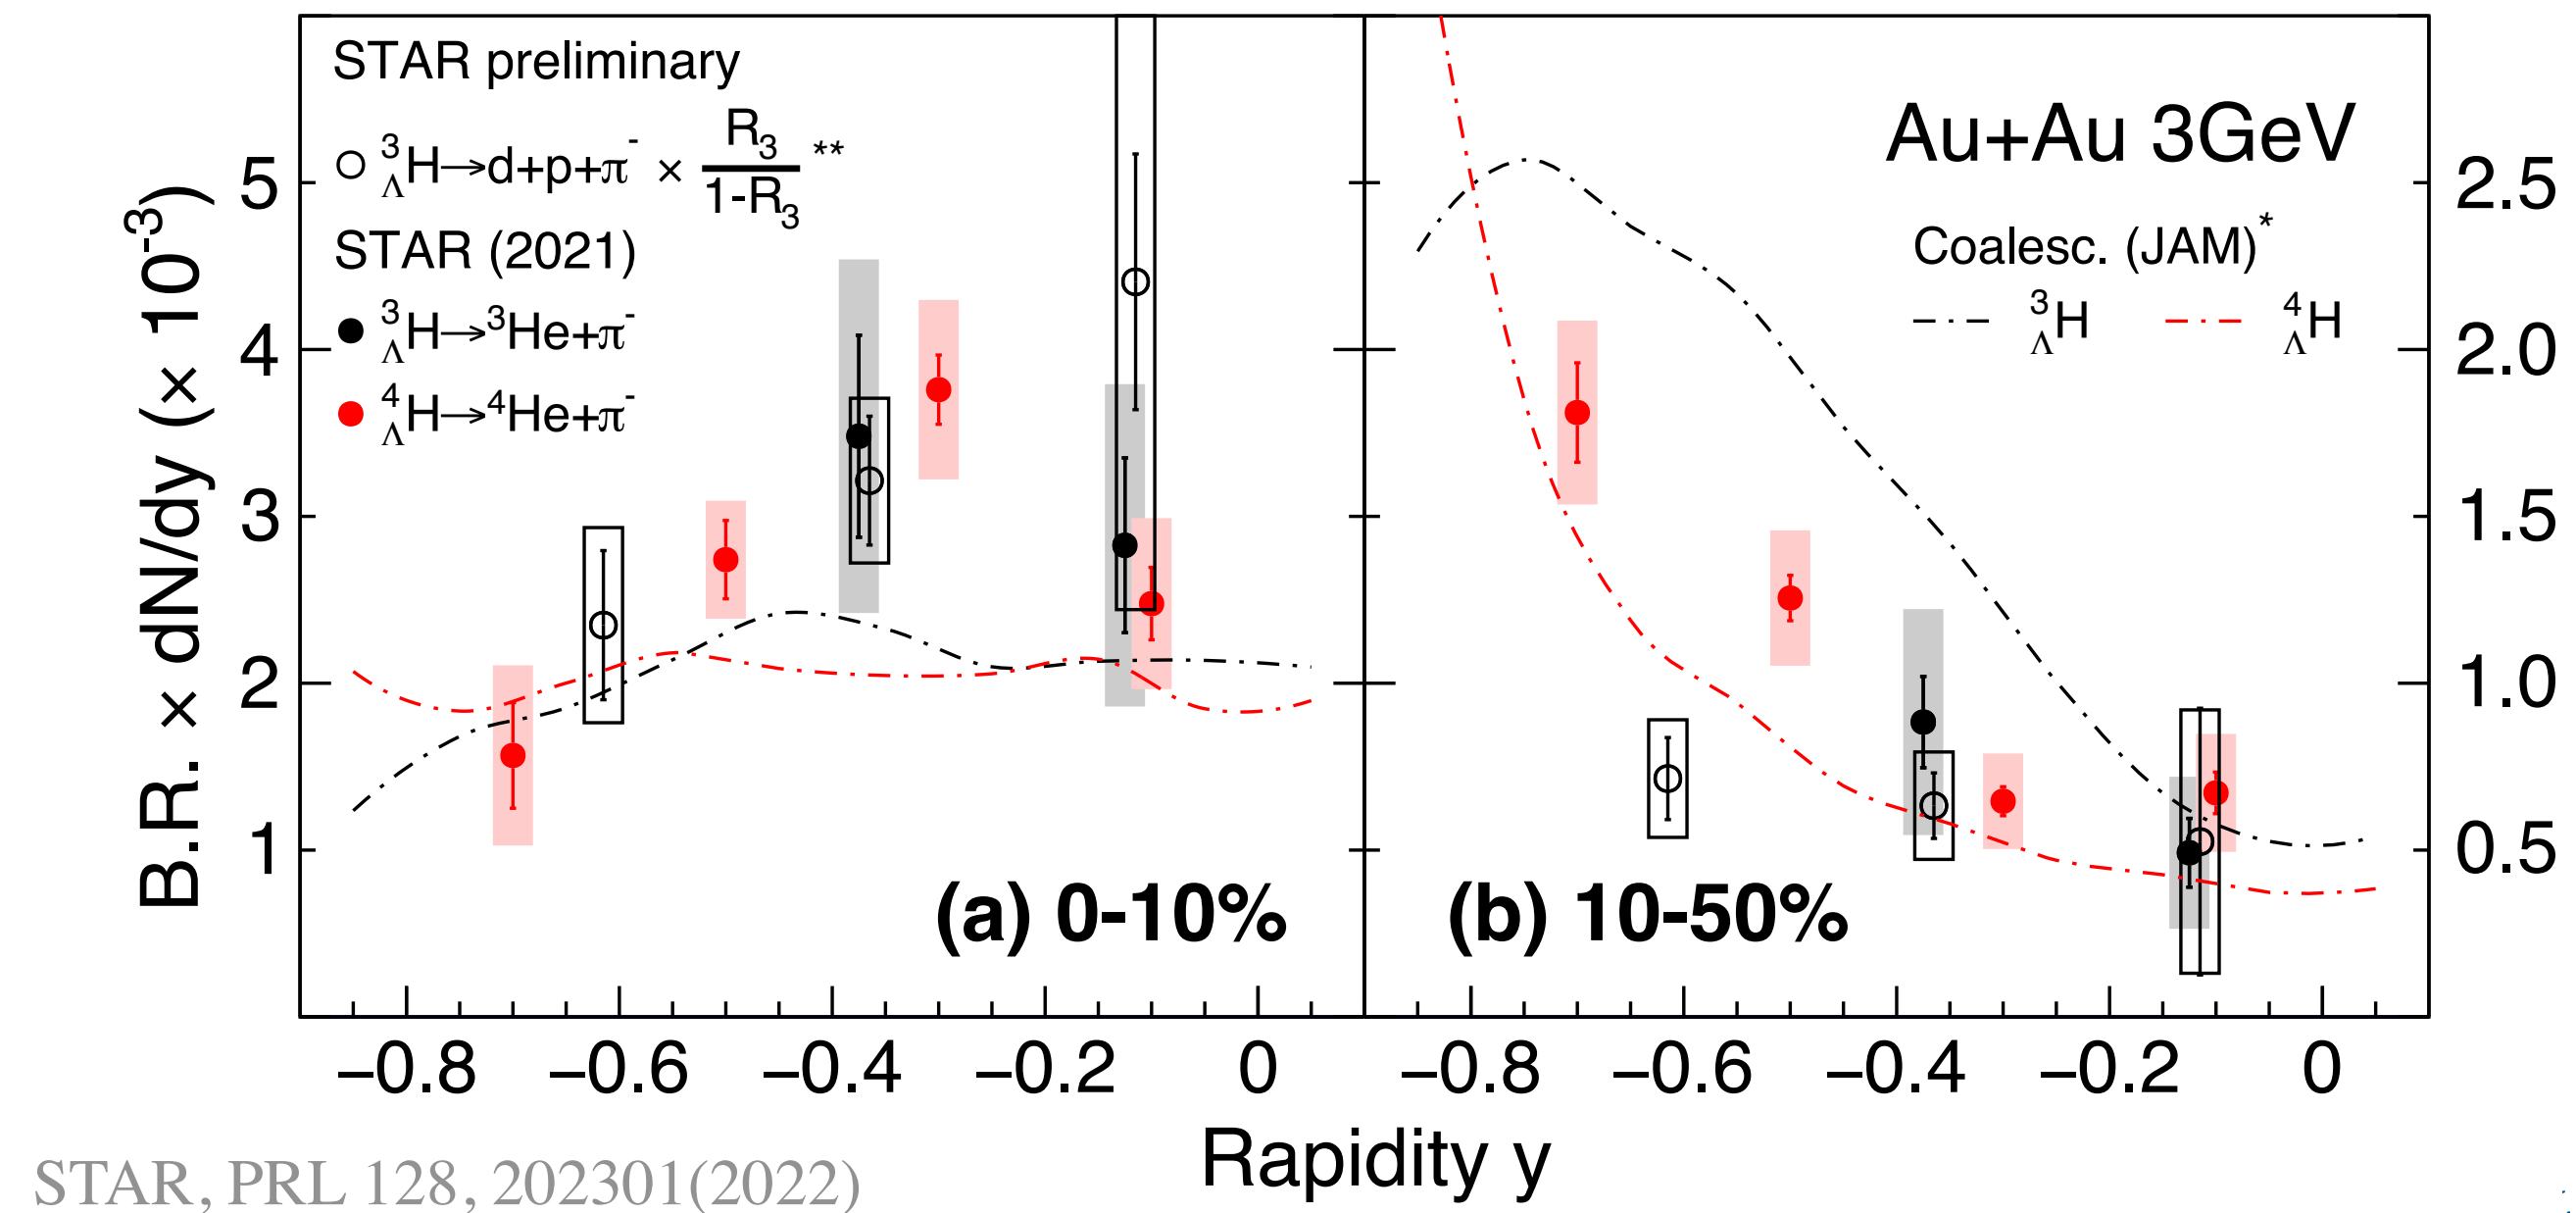 STAR preliminary
○ ³ΛH→d+p+π⁻ × R₃/1-R₃ **
STAR (2021)
● ³ΛH→³He+π⁻
● ⁴ΛH→⁴He+π⁻
Au+Au 3GeV
Coalesc. (JAM)*
³ΛH ⁴ΛH
B.R. × dN/dy (× 10⁻³)
5
4
3
2
1
2.5
2.0
1.5
1.0
0.5
(a) 0-10%
(b) 10-50%
−0.8 −0.6 −0.4 −0.2 0 −0.8 −0.6 −0.4 −0.2 0
Rapidity y
STAR, PRL 128, 202301(2022)